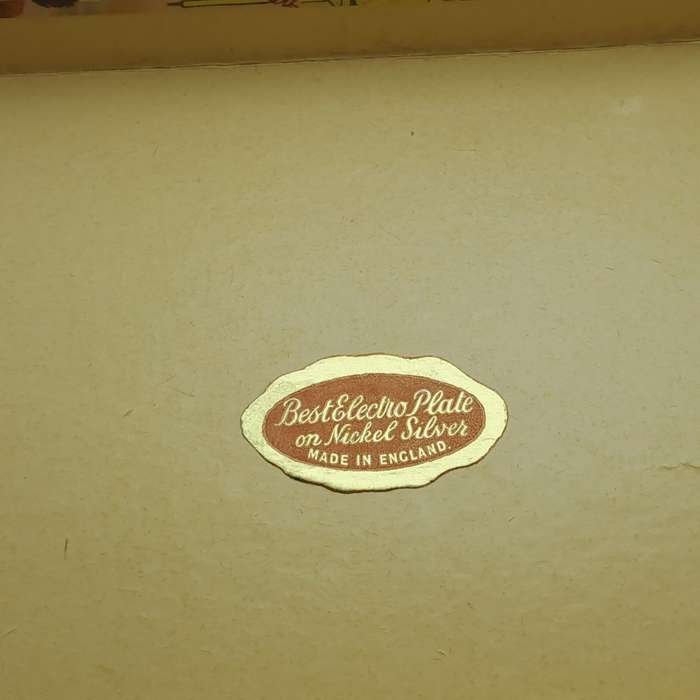 Best Electro Plate
on Nickel Silver
MADE IN ENGLAND.